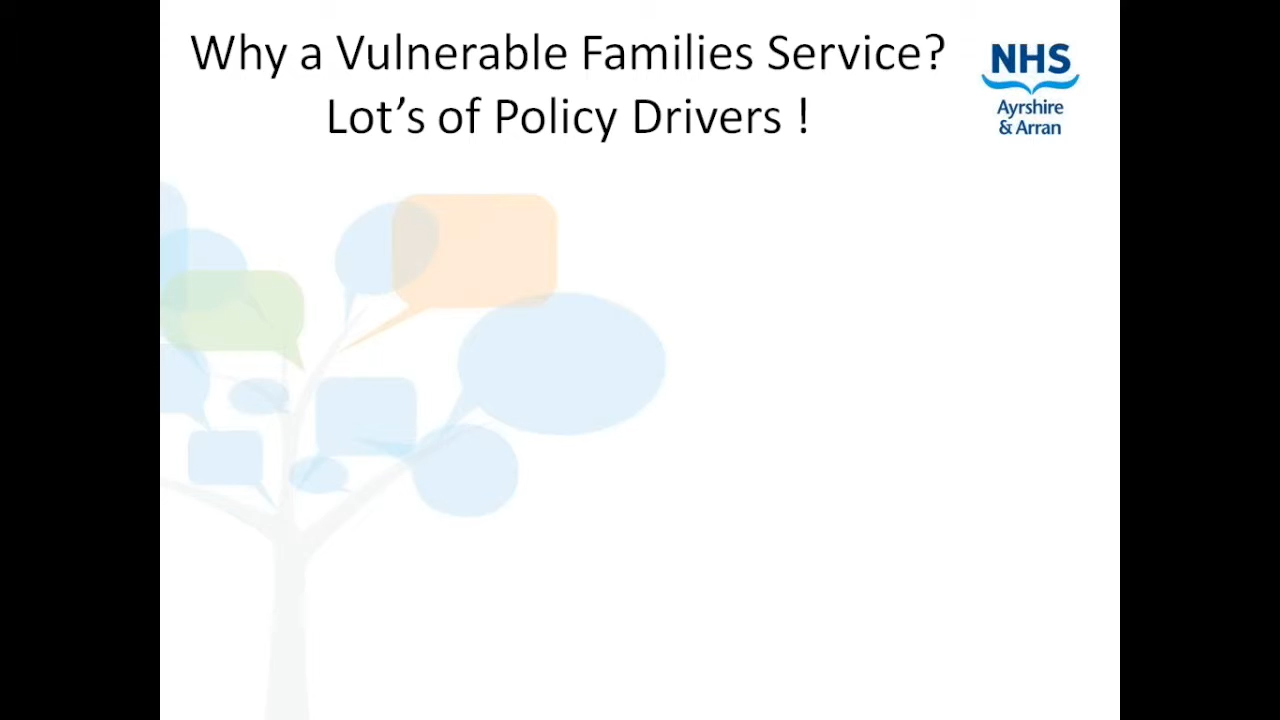 Why a Vulnerable Families Service?
Lot’s of Policy Drivers !
NHS
Ayrshire
& Arran